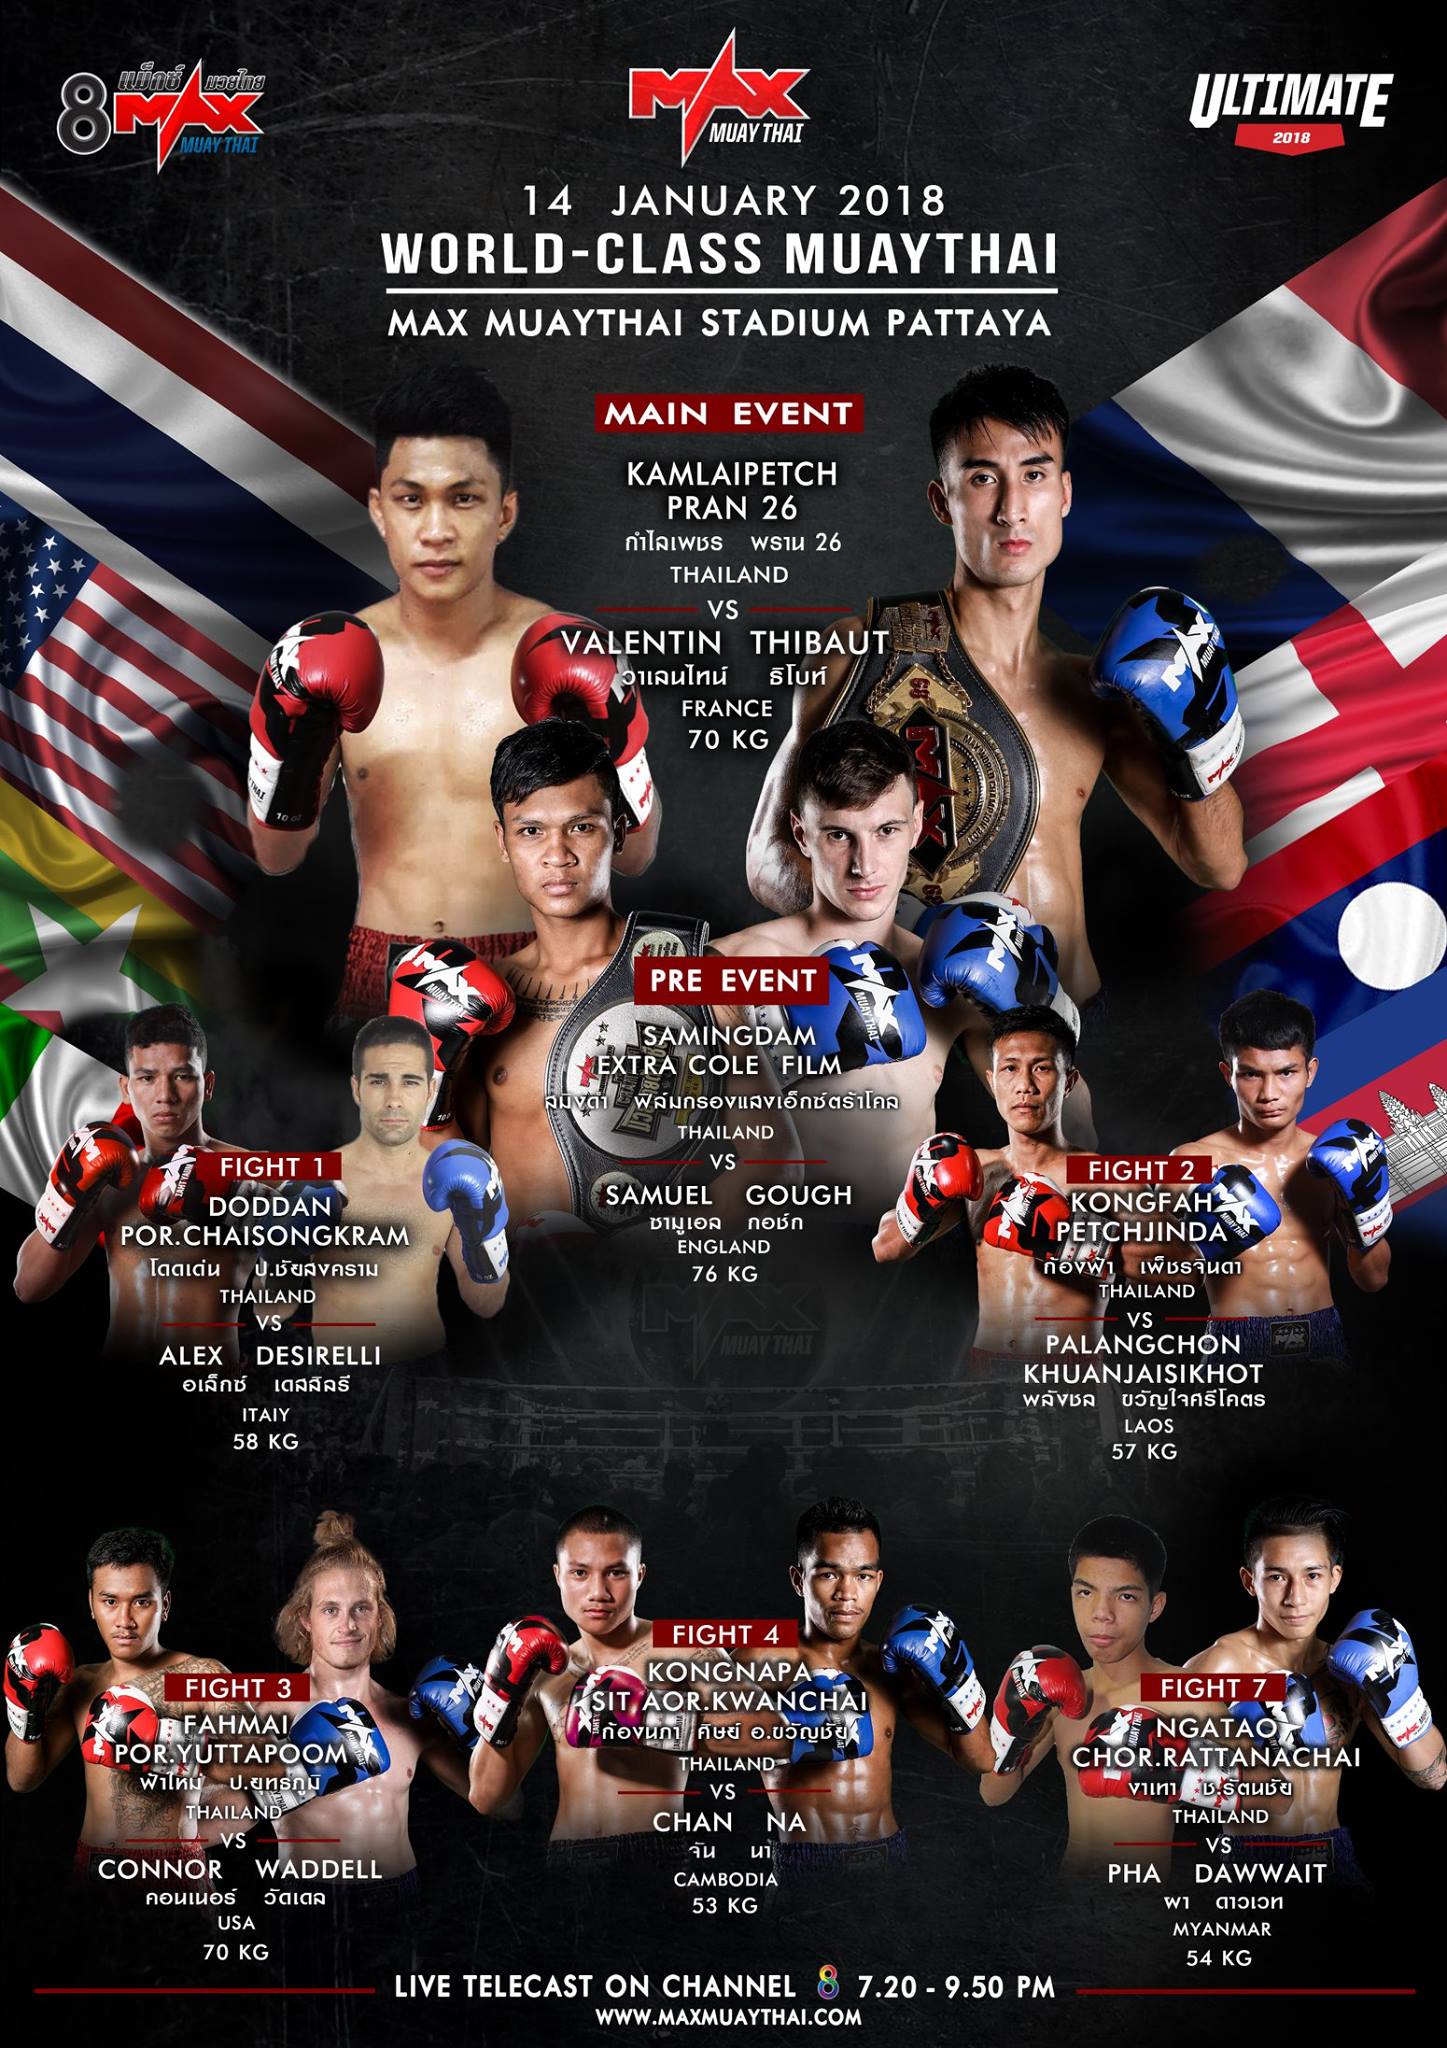 8 แม็กซ์ มวยไทย
MAX
MUAY THAI
MAX
MUAY THAI
ULTIMATE
2018
14 JANUARY 2018
WORLD-CLASS MUAYTHAI
MAX MUAYTHAI STADIUM PATTAYA
MAIN EVENT
KAMLAIPETCH
PRAN 26
กำไลเพชร พราน 26
THAILAND
VS
VALENTIN THIBAUT
วาเลนไทน์ ธิโบท์
FRANCE
70 KG
PRE EVENT
SAMINGDAM
EXTRA COLE FILM
สมิงดำ ฟิล์มกรองแสงเอ็กซ์ตร้าโคล
THAILAND
VS
SAMUEL GOUGH
ซามูเอล กอช์ก
ENGLAND
76 KG
FIGHT 1
DODDAN
POR.CHAISONGKRAM
โดดเด่น ป.ชัยสงคราม
THAILAND
VS
ALEX DESIRELLI
อเล็กซ์ เดสสิลรี
ITAIY
58 KG
FIGHT 2
KONGFAH
PETCHJINDA
ก้องฟ้า เพ็ชรจินดา
THAILAND
VS
PALANGCHON
KHUANJAISIKHOT
พลังชล ขวัญใจศรีโคตร
LAOS
57 KG
MAX
MUAY THAI
FIGHT 3
FAHMAI
POR.YUTTAPOOM
ฟ้าใหม่ ป.ยุทธภูมิ
THAILAND
VS
CONNOR WADDELL
คอนเนอร์ วัดเดล
USA
70 KG
FIGHT 4
KONGNAPA
SIT AOR.KWANCHAI
ก้องนภา ศิษย์ อ.ขวัญชัย
THAILAND
VS
CHAN NA
จัน นา
CAMBODIA
53 KG
FIGHT 7
NGATAO
CHOR.RATTANACHAI
งาเทา ช.รัตนชัย
THAILAND
VS
PHA DAWWAIT
ผา ดาวเวท
MYANMAR
54 KG
LIVE TELECAST ON CHANNEL 8 7.20 - 9.50 PM
WWW.MAXMUAYTHAI.COM